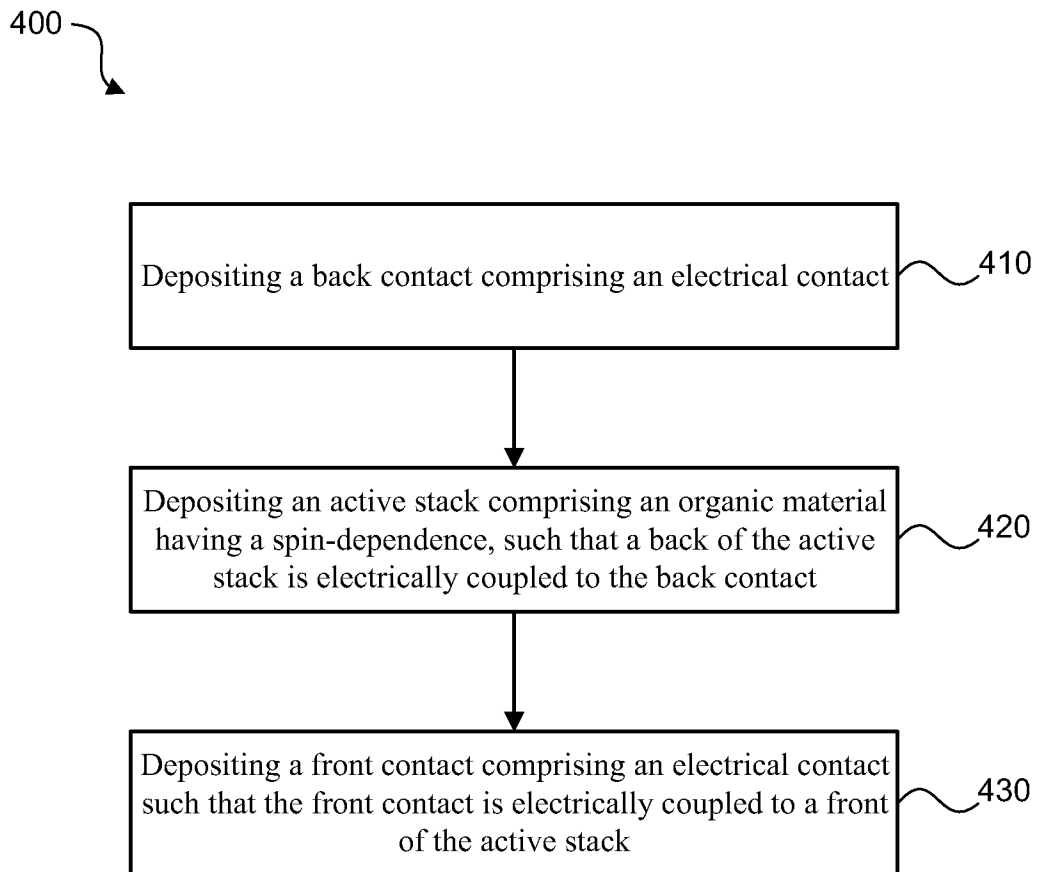 400
Depositing a back contact comprising an electrical contact
410
Depositing an active stack comprising an organic material
having a spin-dependence, such that a back of the active
stack is electrically coupled to the back contact
420
Depositing a front contact comprising an electrical contact
such that the front contact is electrically coupled to a front
of the active stack
430